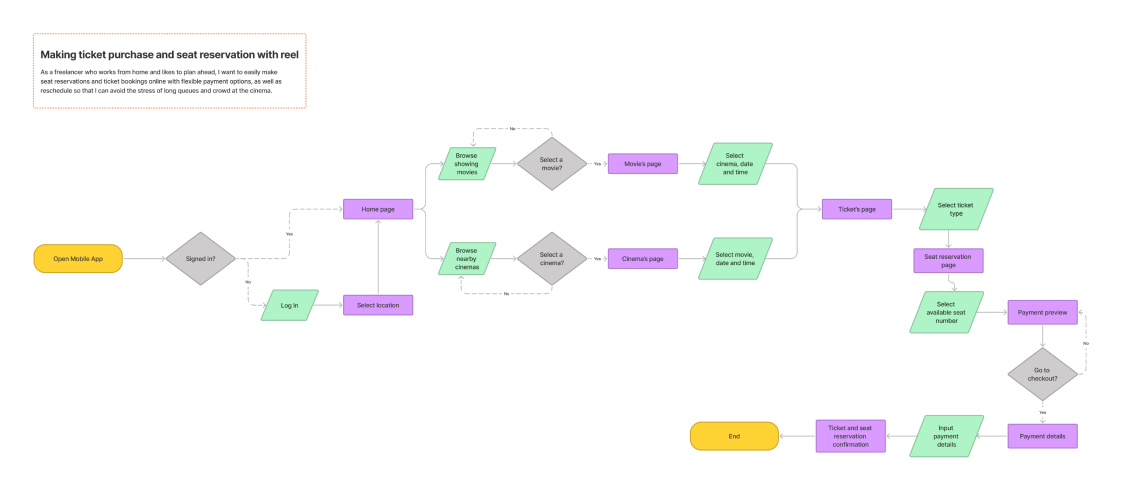 Making ticket purchase and seat reservation with reel
As a freelancer who works from home and likes to plan ahead, I want to easily make
seat reservations and ticket bookings online with flexible payment options, as well as
reschedule so that I can avoid the stress of long queues and crowd at the cinema.
No
Browse
showing
movies
Select a
movie?
Yes
Movie's page
Select
cinema, date
and time
Home page
Ticket's page
Select ticket
type
Yes
Open Mobile App
Signed in?
Browse
nearby
cinemas
Select a
cinema?
Yes
Cinema's page
Select movie,
date and time
Seat reservation
page
No
No
Log In
Select location
Select
available seat
number
Payment preview
No
Go to
checkout?
Yes
End
Ticket and seat
reservation
confirmation
Input
payment
details
Payment details